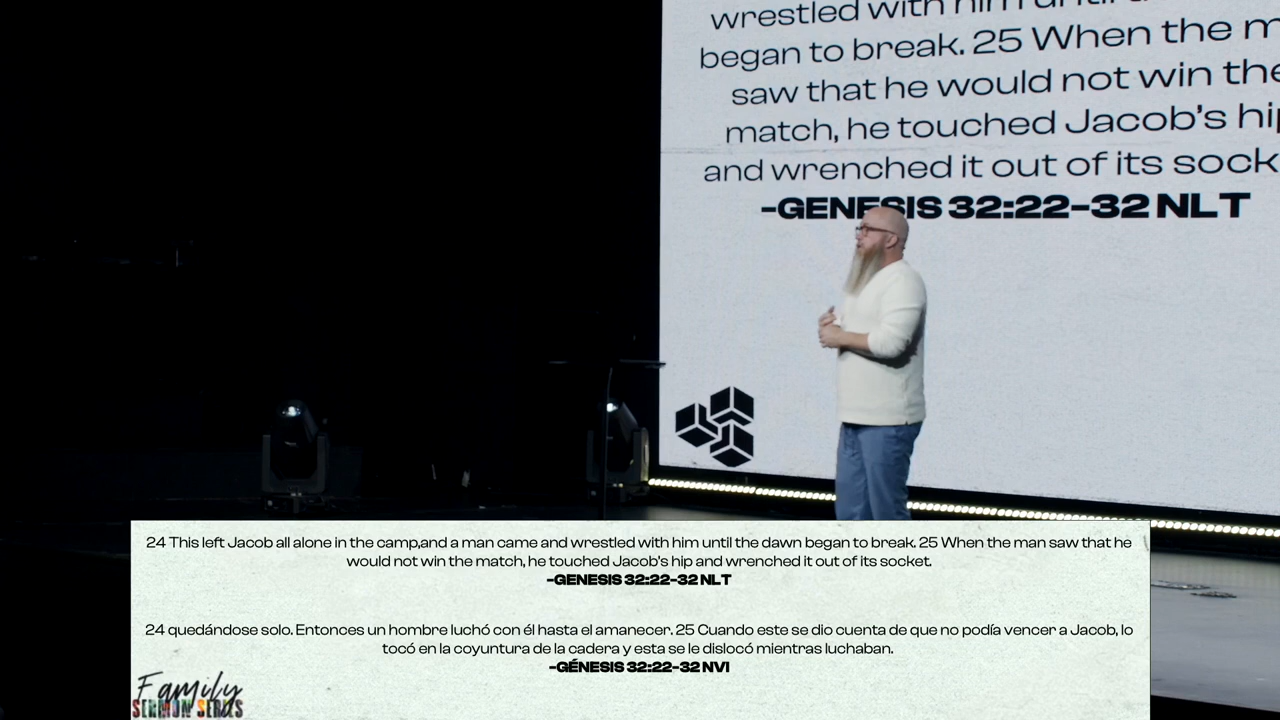 wrestled with him until
began to break. 25 When the m
saw that he would not win the
match, he touched Jacob's hip
and wrenched it out of its sock
-GENESIS 32:22-32 NLT
24 This left Jacob all alone in the camp,and a man came and wrestled with him until the dawn began to break. 25 When the man saw that he
would not win the match, he touched Jacob's hip and wrenched it out of its socket.
-GENESIS 32:22-32 NLT
24 quedándose solo. Entonces un hombre luchó con él hasta el amanecer. 25 Cuando este se dio cuenta de que no podía vencer a Jacob, lo
tocó en la coyuntura de la cadera y esta se le dislocó mientras luchaban.
-GÉNESIS 32:22-32 NVI
Family
SERMON SERIES